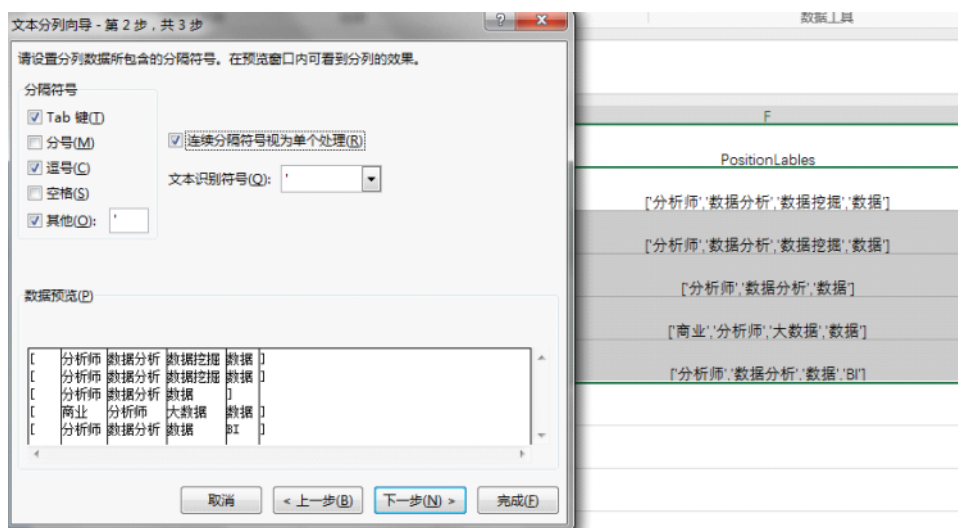 文本分列向导 - 第 2 步，共 3 步
请设置分列数据所包含的分隔符号。在预览窗口内可看到分列的效果。
分隔符号
Tab 键(T)
分号(M)
逗号(C)
空格(S)
其他(O): '
连续分隔符号视为单个处理(R)
文本识别符号(Q): '
数据预览(P)
[ 分析师 数据分析 数据挖掘 数据 ]
[ 分析师 数据分析 数据挖掘 数据 ]
[ 分析师 数据分析 数据 ]
[ 商业 分析师 大数据 数据 ]
[ 分析师 数据分析 数据 BI ]
取消
< 上一步(B)
下一步(N) >
完成(F)
数据工具
F
PositionLables
['分析师','数据分析','数据挖掘','数据']
['分析师','数据分析','数据挖掘','数据']
['分析师','数据分析','数据']
['商业','分析师','大数据','数据']
['分析师','数据分析','数据','BI']